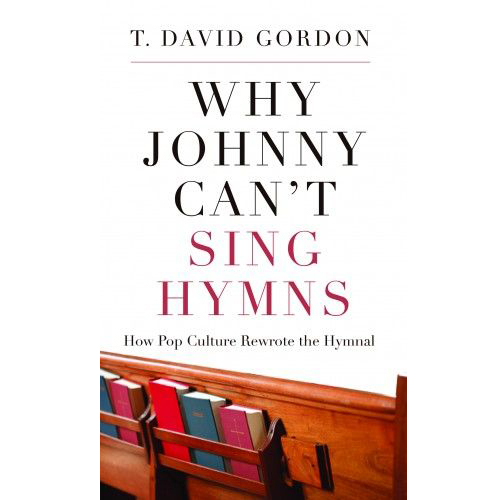 T. DAVID GORDON
WHY
JOHNNY
CAN'T
SING
HYMNS
How Pop Culture Rewrote the Hymnal